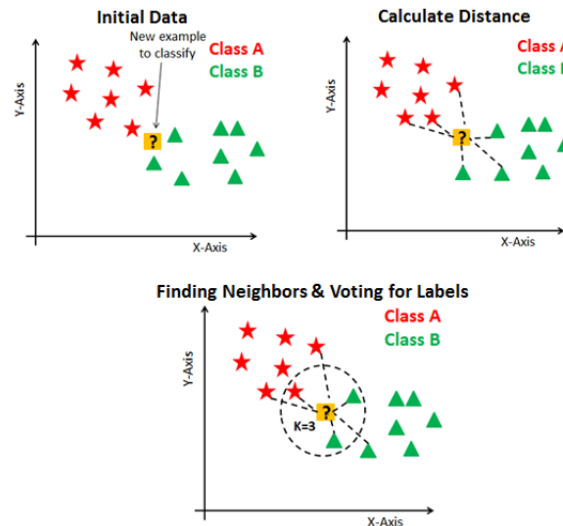 Initial Data
New example
to classify
Class A
Class B
?
Y-Axis
X-Axis
Calculate Distance
Class A
Class
?
Y-Axis
X-Axis
Finding Neighbors & Voting for Labels
Class A
Class B
?
K=3
Y-Axis
X-Axis